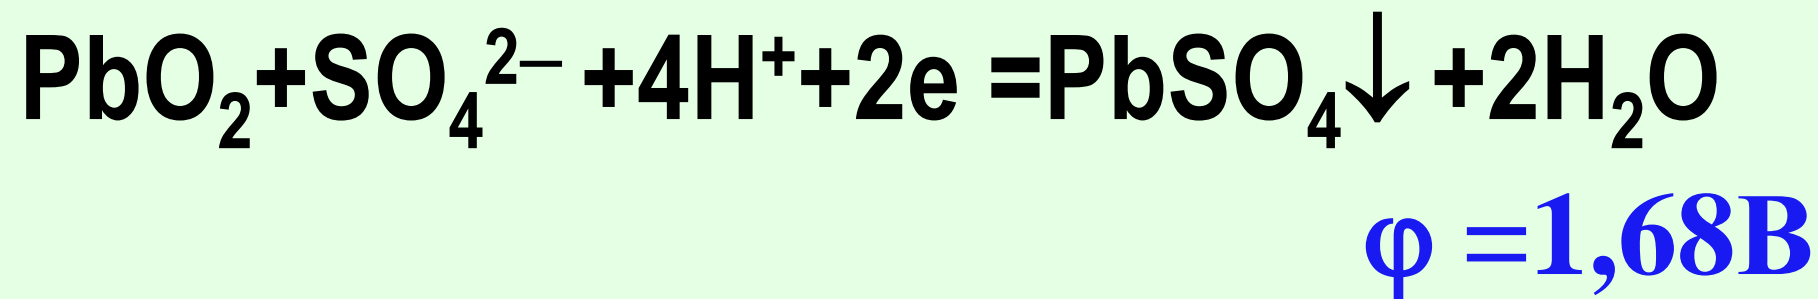 PbO₂+SO₄²⁻ +4H⁺+2e =PbSO₄↓ +2H₂O
φ =1,68В